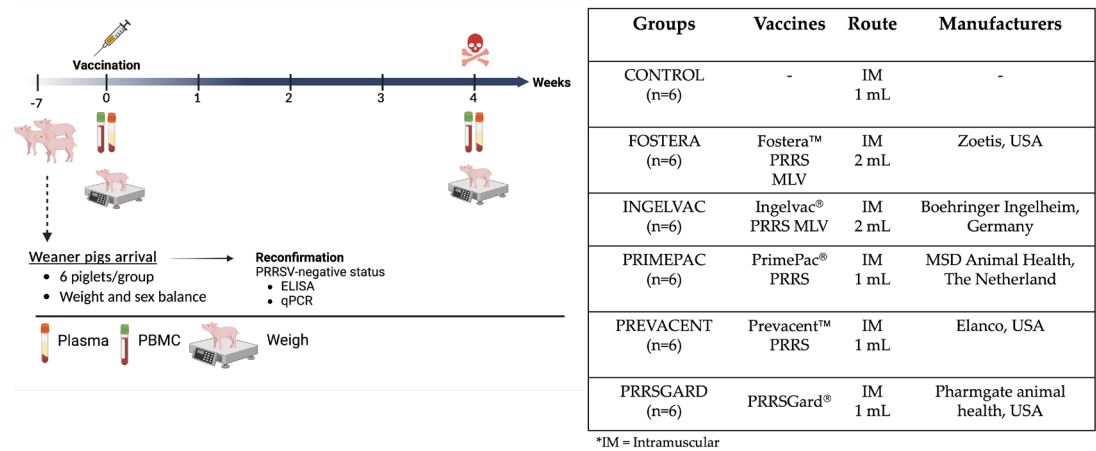 Vaccination
Weeks
-7
0
1
2
3
4
Weaner pigs arrival
• 6 piglets/group
• Weight and sex balance
Reconfirmation
PRRSV-negative status
• ELISA
• qPCR
Plasma
PBMC
Weigh
Groups Vaccines Route Manufacturers
CONTROL - IM -
(n=6) 1 mL
FOSTERA Fostera™ IM Zoetis, USA
(n=6) PRRS 2 mL
MLV
INGELVAC Ingelvac® IM Boehringer Ingelheim,
(n=6) PRRS MLV 2 mL Germany
PRIMEPAC PrimePac® IM MSD Animal Health,
(n=6) PRRS 1 mL The Netherland
PREVACENT Prevacent™ IM Elanco, USA
(n=6) PRRS 1 mL
PRRSGARD PRRSGard® IM Pharmgate animal
(n=6) 1 mL health, USA
*IM = Intramuscular